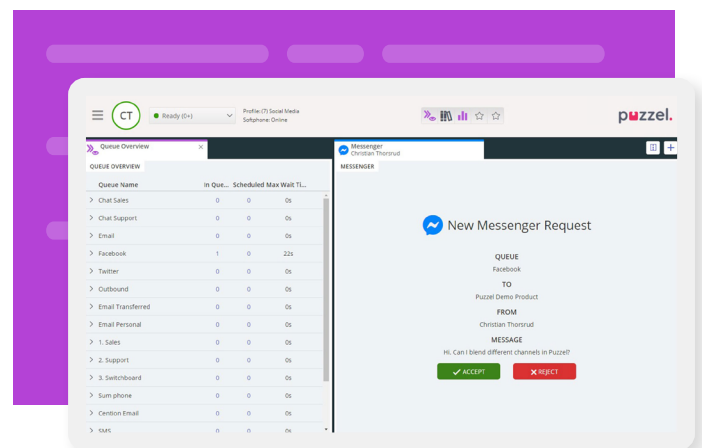 CT
Ready (0+)
Profile: (7) Social Media
Softphone: Online
puzzel.
Queue Overview
Messenger
Christian Thorsrud
QUEUE OVERVIEW
MESSENGER
Queue Name In Que... Scheduled Max Wait Ti...
Chat Sales 0 0 0s
Chat Support 0 0 0s
Email 0 0 0s
Facebook 1 0 22s
Twitter 0 0 0s
Outbound 0 0 0s
Email Transferred 0 0 0s
Email Personal 0 0 0s
1. Sales 0 0 0s
2. Support 0 0 0s
3. Switchboard 0 0 0s
Sum phone 0 0 0s
Cention Email 0 0 0s
SMS 0 0 0s
New Messenger Request
QUEUE
Facebook
TO
Puzzel Demo Product
FROM
Christian Thorsrud
MESSAGE
Hi. Can I blend different channels in Puzzel?
ACCEPT
REJECT